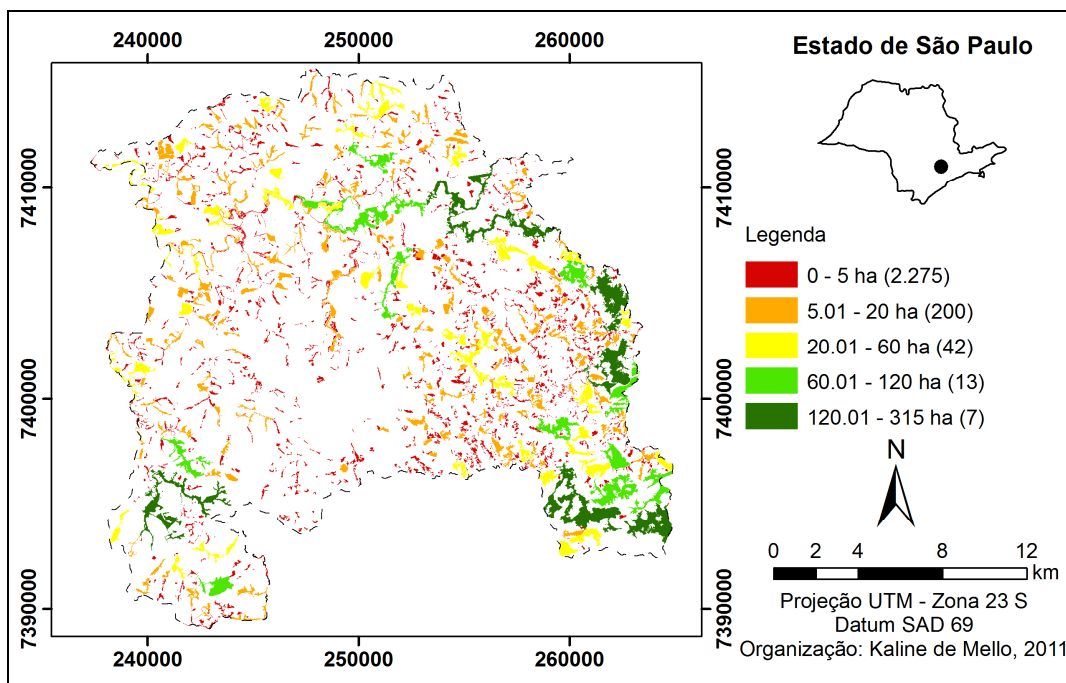 240000 250000 260000
7410000
7400000
7390000
7410000
7400000
7390000
240000 250000 260000
Estado de São Paulo
Legenda
0 - 5 ha (2.275)
5.01 - 20 ha (200)
20.01 - 60 ha (42)
60.01 - 120 ha (13)
120.01 - 315 ha (7)
N
0 2 4 8 12
km
Projeção UTM - Zona 23 S
Datum SAD 69
Organização: Kaline de Mello, 2011